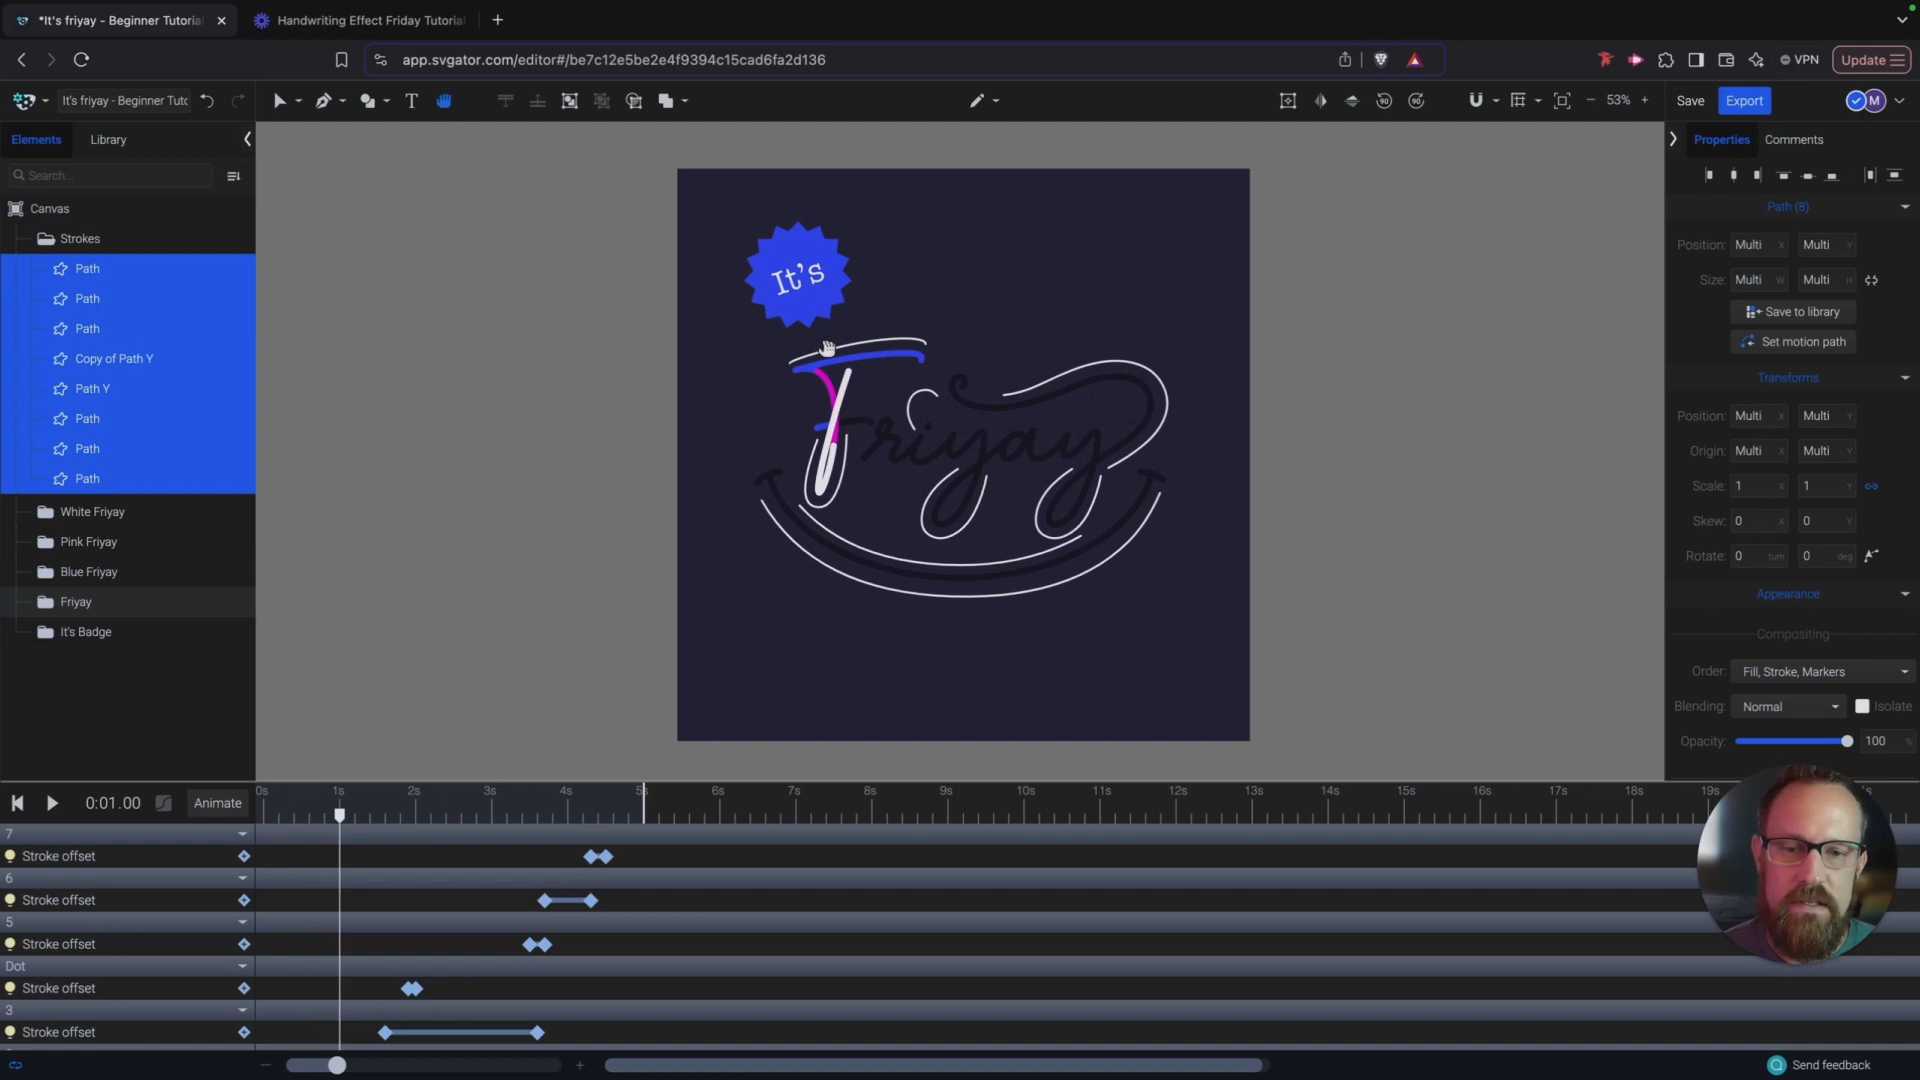 *It's friyay - Beginner Tutoria
Handwriting Effect Friday Tutorial
app.svgator.com/editor#/be7c12e5be2e4f9394c15cad6fa2d136
VPN
Update
It's friyay - Beginner Tutc
90
90
53%
Save
Export
M
Elements
Library
Properties
Comments
Search...
Canvas
Strokes
Path
Path
Path
Copy of Path Y
Path Y
Path
Path
Path
White Friyay
Pink Friyay
Blue Friyay
Friyay
It's Badge
It's
Friyay
Path (8)
Position: Multi X Multi Y
Size: Multi W Multi H
Save to library
Set motion path
Transforms
Position: Multi X Multi Y
Origin: Multi X Multi Y
Scale: 1 X 1 Y
Skew: 0 X 0 Y
Rotate: 0 turn 0 deg
Appearance
Compositing
Order: Fill, Stroke, Markers
Blending: Normal Isolate
Opacity: 100 %
0:01.00
Animate
0s 1s 2s 3s 4s 5s 6s 7s 8s 9s 10s 11s 12s 13s 14s 15s 16s 17s 18s 19s
7
Stroke offset
6
Stroke offset
5
Stroke offset
Dot
Stroke offset
3
Stroke offset
Send feedback